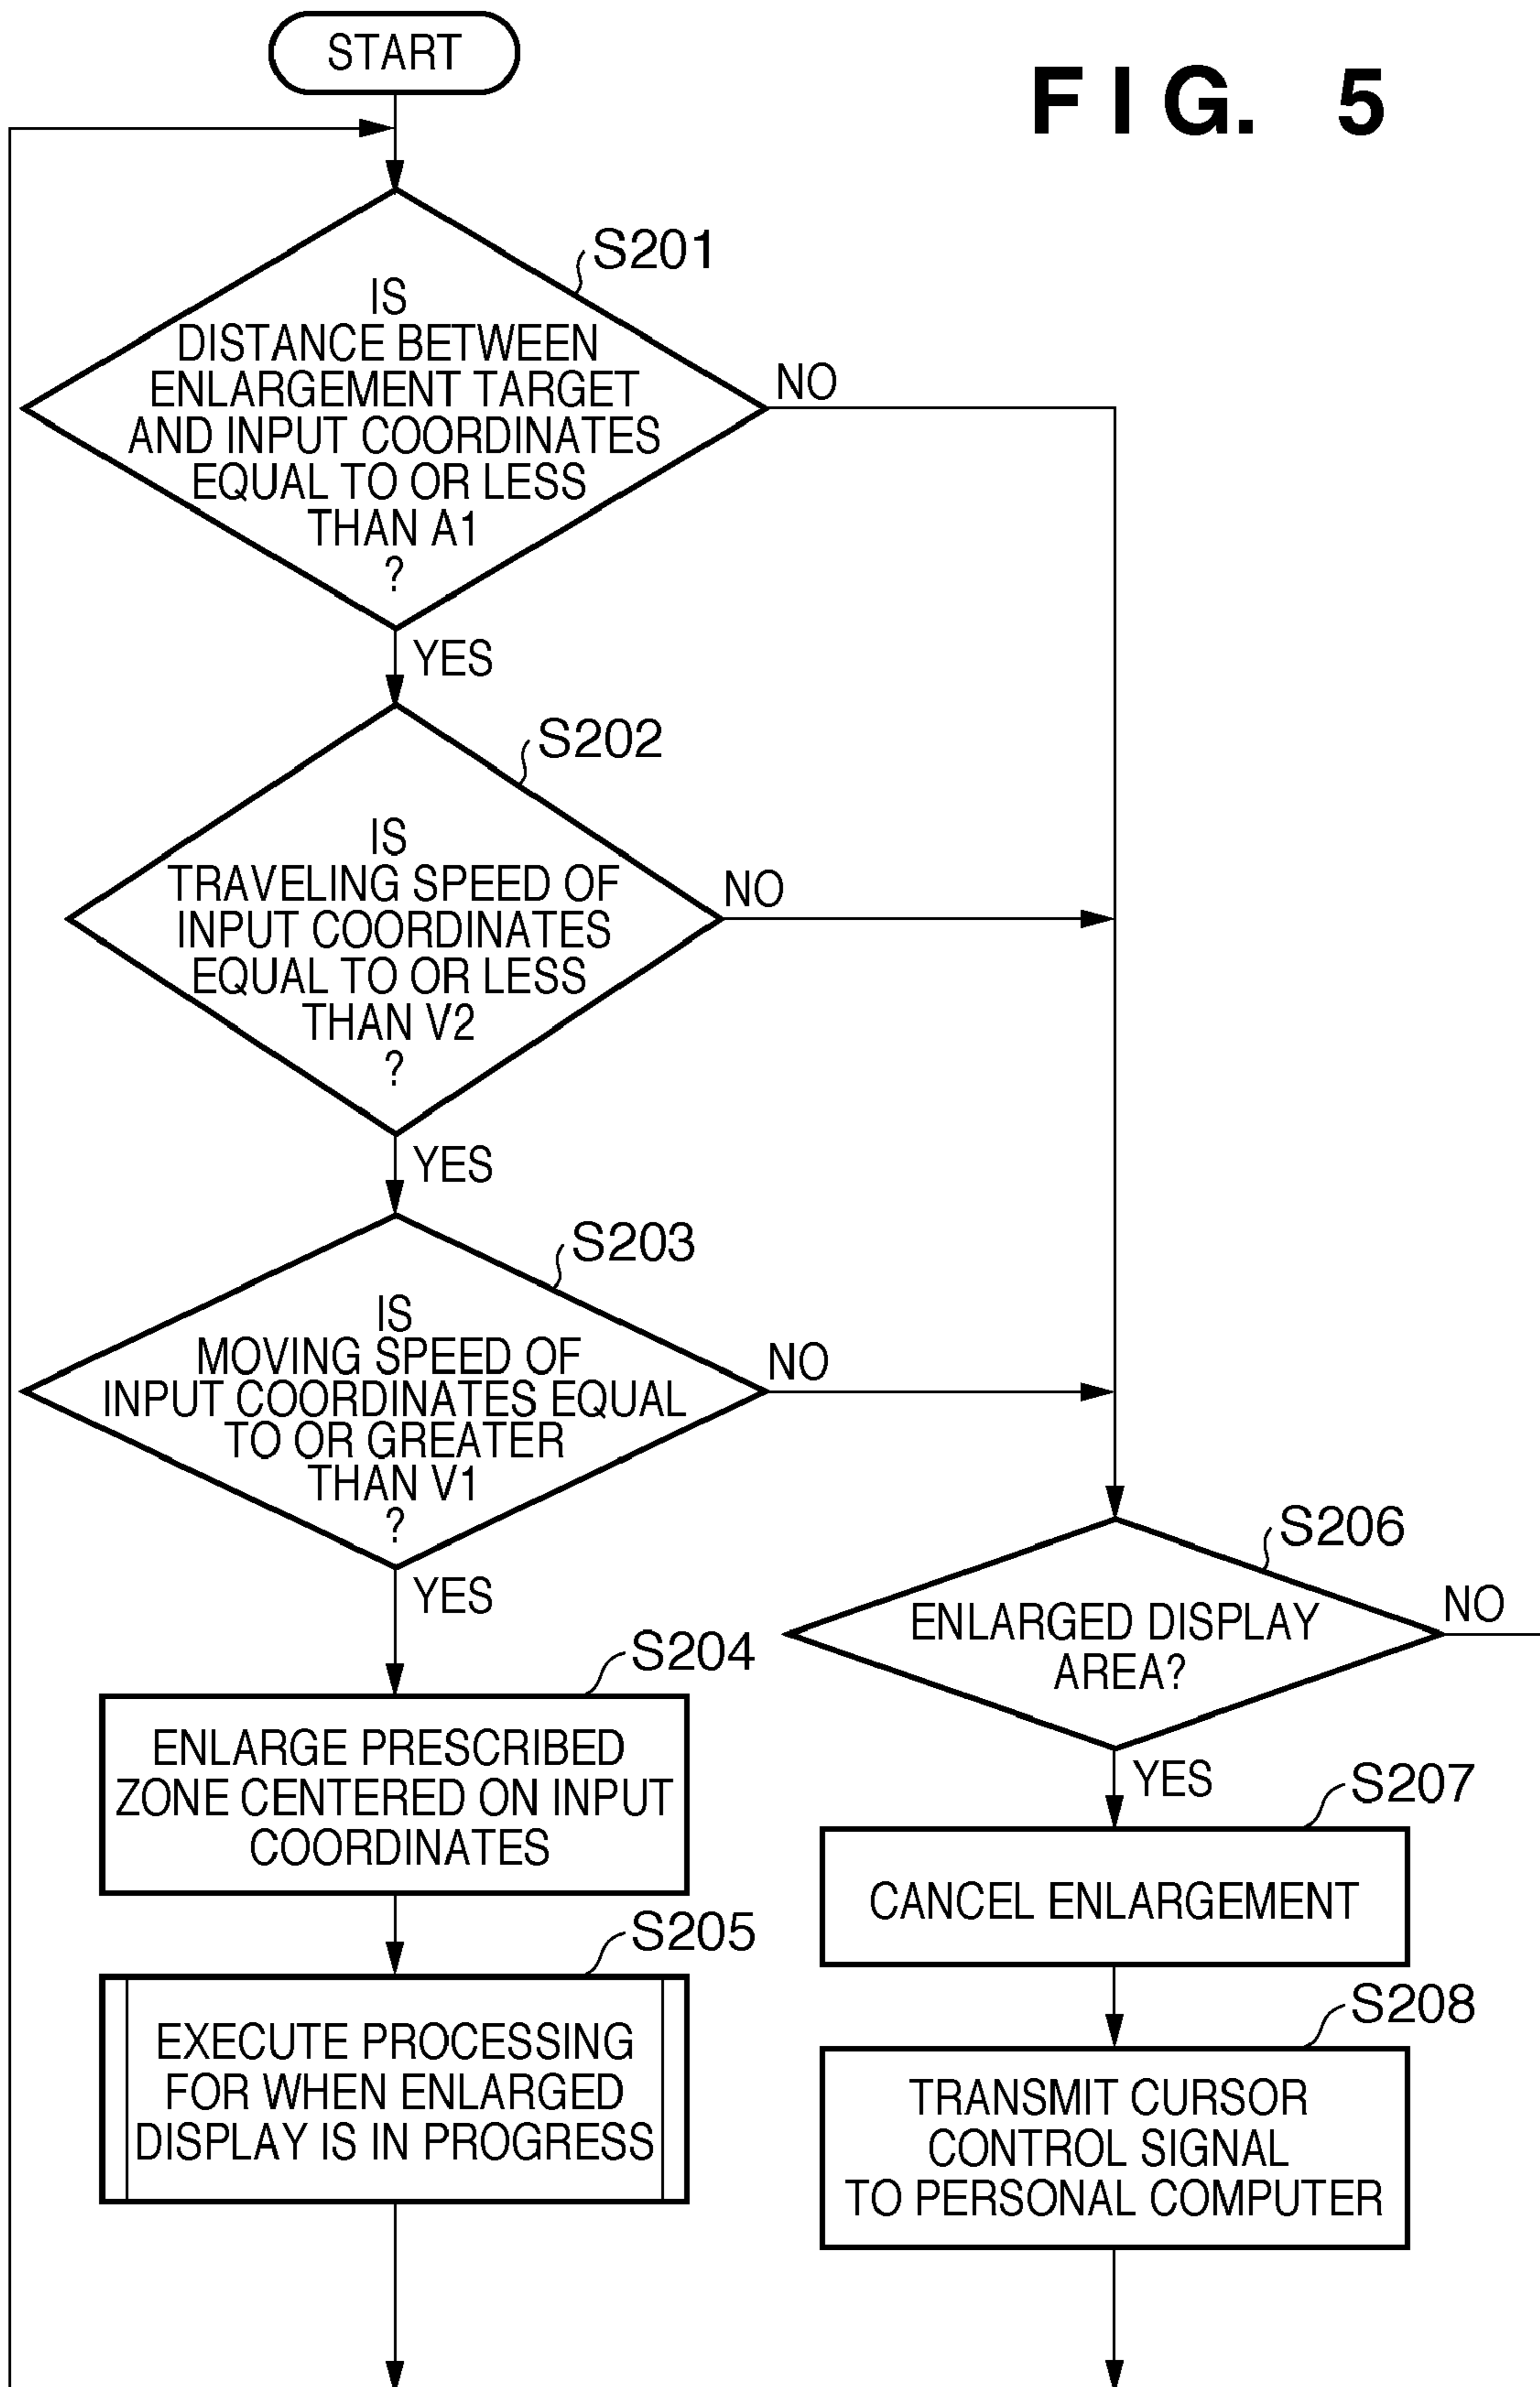 START
FIG. 5
S201
IS
DISTANCE BETWEEN
ENLARGEMENT TARGET
AND INPUT COORDINATES
EQUAL TO OR LESS
THAN A1
?
NO
YES
S202
IS
TRAVELING SPEED OF
INPUT COORDINATES
EQUAL TO OR LESS
THAN V2
?
NO
YES
S203
IS
MOVING SPEED OF
INPUT COORDINATES EQUAL
TO OR GREATER
THAN V1
?
NO
YES
S204
ENLARGE PRESCRIBED
ZONE CENTERED ON INPUT
COORDINATES
S205
EXECUTE PROCESSING
FOR WHEN ENLARGED
DISPLAY IS IN PROGRESS
S206
ENLARGED DISPLAY
AREA?
NO
YES
S207
CANCEL ENLARGEMENT
S208
TRANSMIT CURSOR
CONTROL SIGNAL
TO PERSONAL COMPUTER